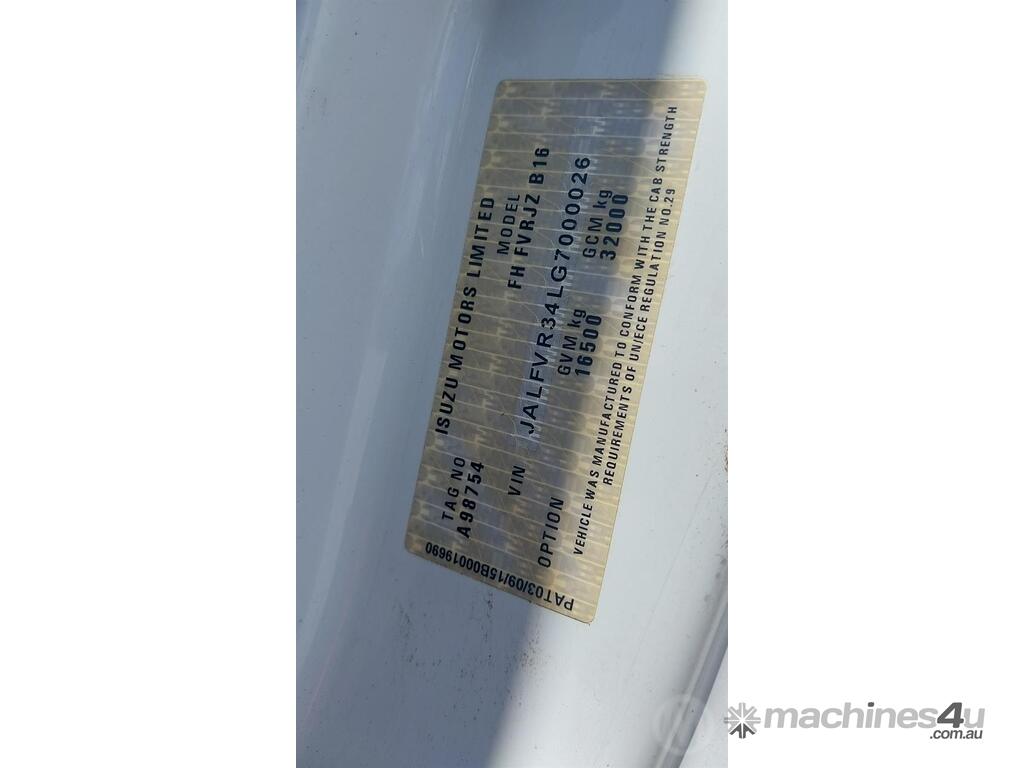 ISUZU MOTORS LIMITED
TAG NO MODEL
A98754 FH FVRJZ B16
VIN JALFVR34LG7000026
GVM kg GCM kg
OPTION 16500 32000
VEHICLE WAS MANUFACTURED TO CONFORM WITH THE CAB STRENGTH
REQUIREMENTS OF UN/ECE REGULATION NO.29
PAT03/09/15B00019690
machines4u
.com.au